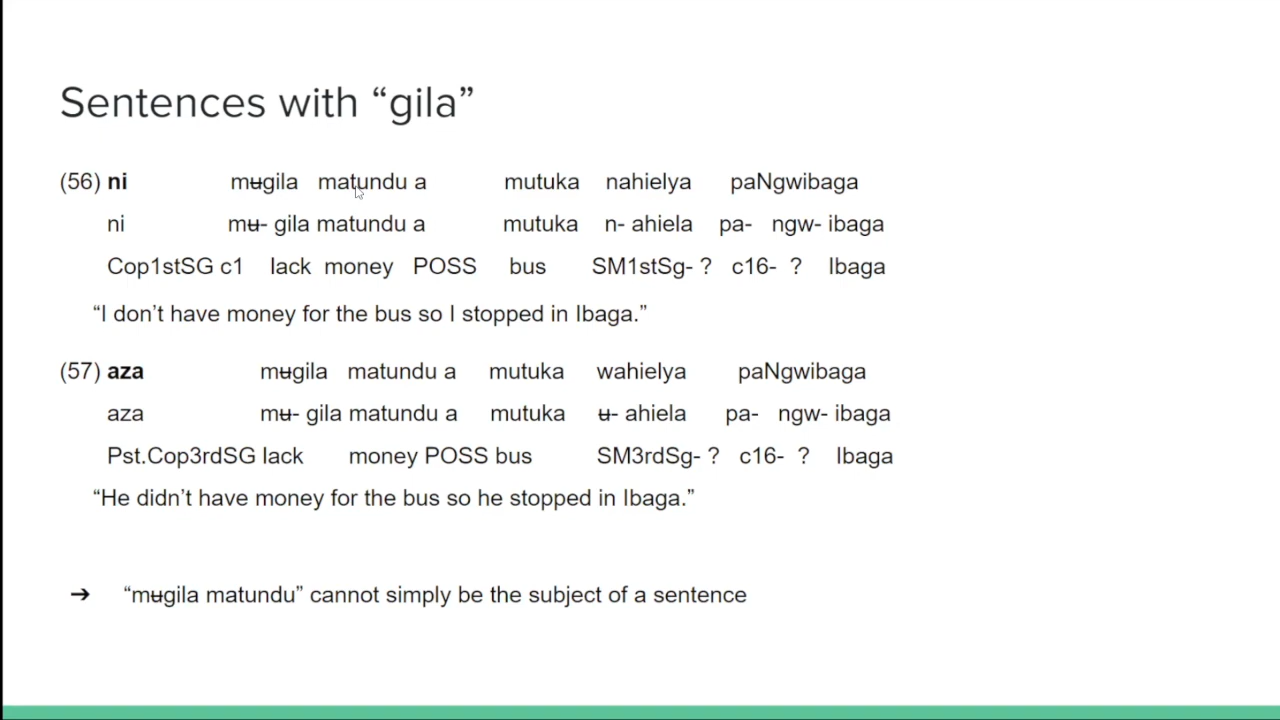 Sentences with “gila”
(56) ni mʉgila matundu a mutuka nahielya paNgwibaga
ni mʉ- gila matundu a mutuka n- ahiela pa- ngw- ibaga
Cop1stSG c1 lack money POSS bus SM1stSg- ? c16- ? Ibaga
“I don’t have money for the bus so I stopped in Ibaga.”
(57) aza mʉgila matundu a mutuka wahielya paNgwibaga
aza mʉ- gila matundu a mutuka ʉ- ahiela pa- ngw- ibaga
Pst.Cop3rdSG lack money POSS bus SM3rdSg- ? c16- ? Ibaga
“He didn’t have money for the bus so he stopped in Ibaga.”
➔ “mʉgila matundu” cannot simply be the subject of a sentence